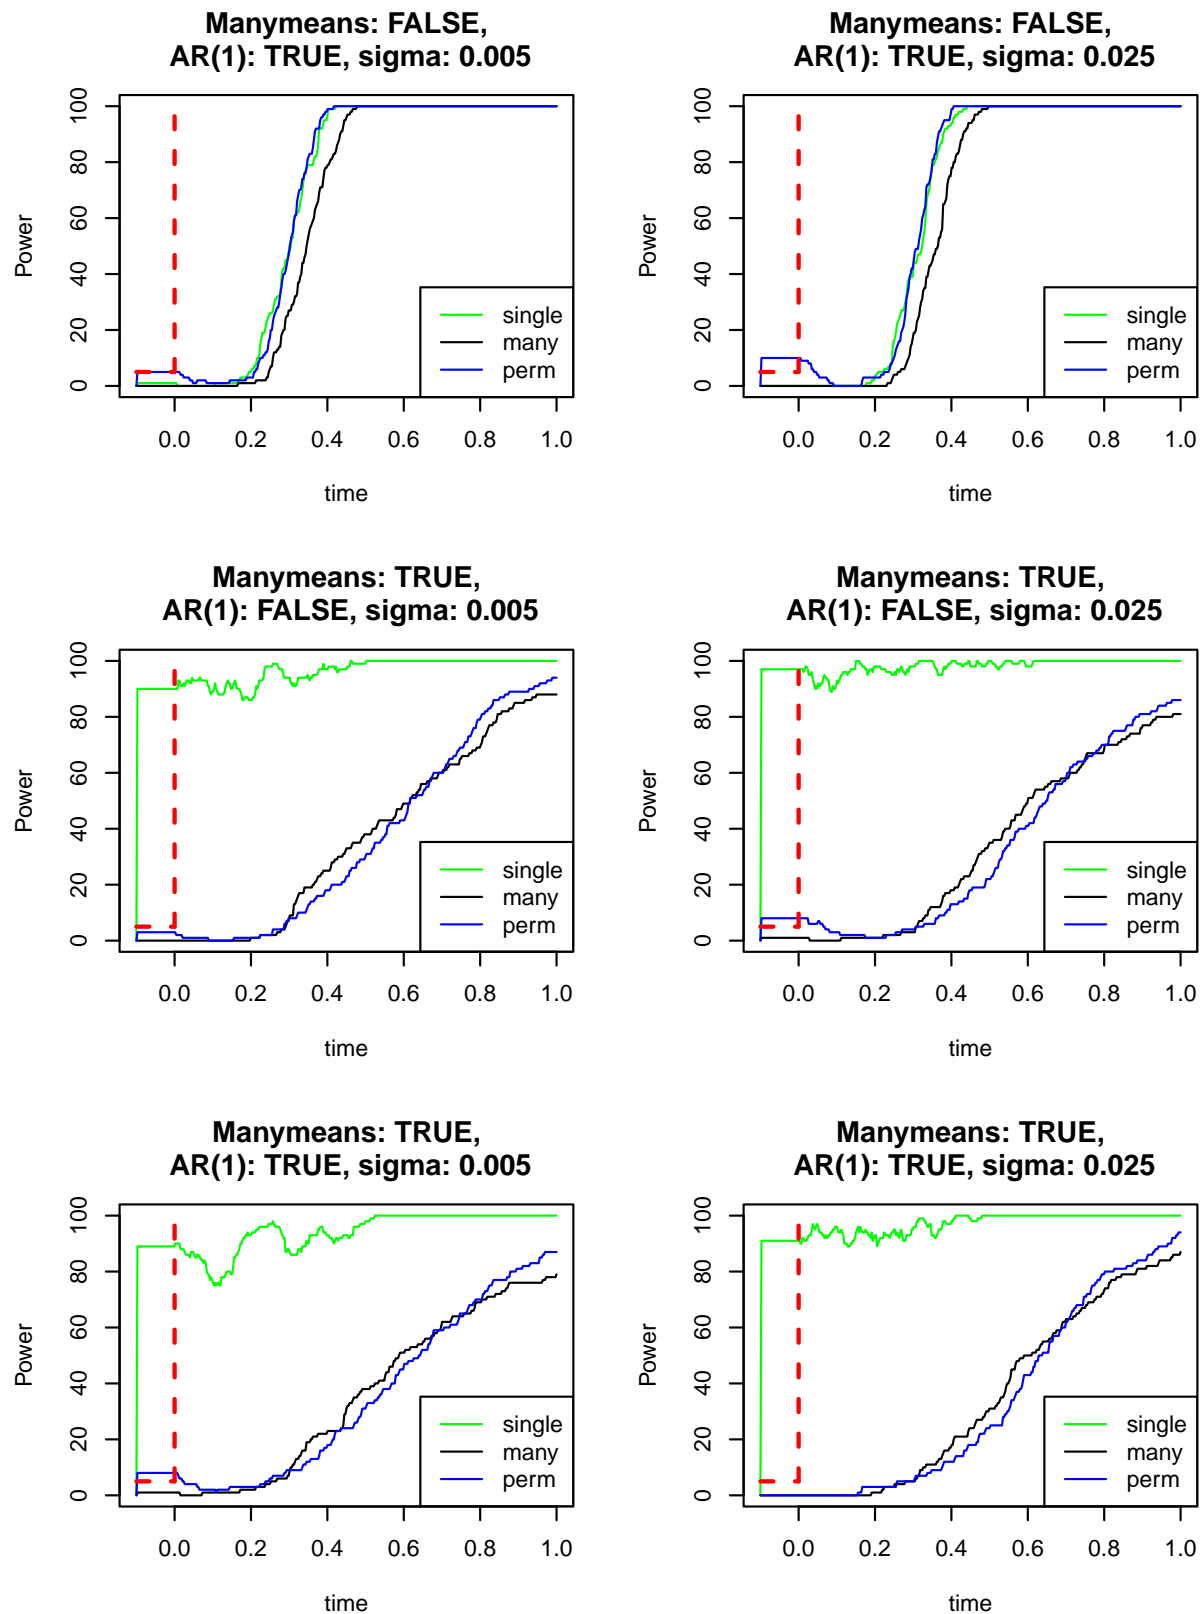 Manymeans: FALSE,
AR(1): TRUE, sigma: 0.005
Power
0 20 40 60 80 100
single
many
perm
0.0 0.2 0.4 0.6 0.8 1.0
time
Manymeans: FALSE,
AR(1): TRUE, sigma: 0.025
Power
0 20 40 60 80 100
single
many
perm
0.0 0.2 0.4 0.6 0.8 1.0
time
Manymeans: TRUE,
AR(1): FALSE, sigma: 0.005
Power
0 20 40 60 80 100
single
many
perm
0.0 0.2 0.4 0.6 0.8 1.0
time
Manymeans: TRUE,
AR(1): FALSE, sigma: 0.025
Power
0 20 40 60 80 100
single
many
perm
0.0 0.2 0.4 0.6 0.8 1.0
time
Manymeans: TRUE,
AR(1): TRUE, sigma: 0.005
Power
0 20 40 60 80 100
single
many
perm
0.0 0.2 0.4 0.6 0.8 1.0
time
Manymeans: TRUE,
AR(1): TRUE, sigma: 0.025
Power
0 20 40 60 80 100
single
many
perm
0.0 0.2 0.4 0.6 0.8 1.0
time